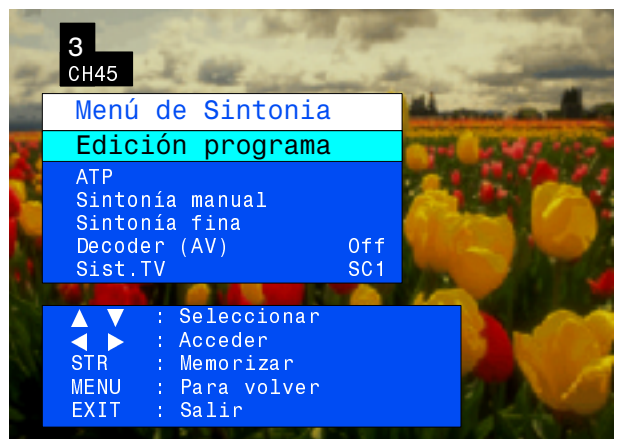 3
CH45
Menú de Sintonia
Edición programa
ATP
Sintonía manual
Sintonía fina
Decoder (AV) Off
Sist.TV SC1
▲ ▼ : Seleccionar
◀ ▶ : Acceder
STR : Memorizar
MENU : Para volver
EXIT : Salir